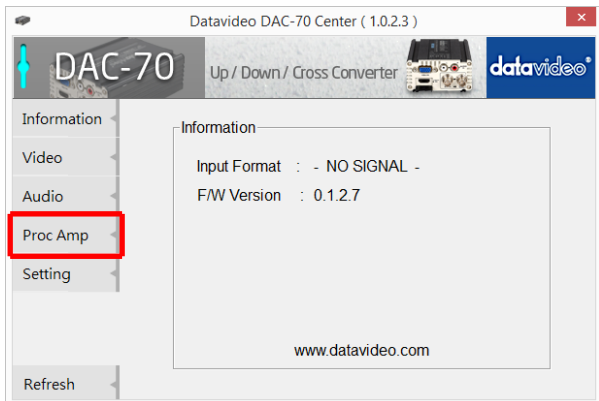 Datavideo DAC-70 Center ( 1.0.2.3 )
DAC-70
Up / Down / Cross Converter
datavideo®
Information
Video
Audio
Proc Amp
Setting
Refresh
Information
Input Format : - NO SIGNAL -
F/W Version : 0.1.2.7
www.datavideo.com